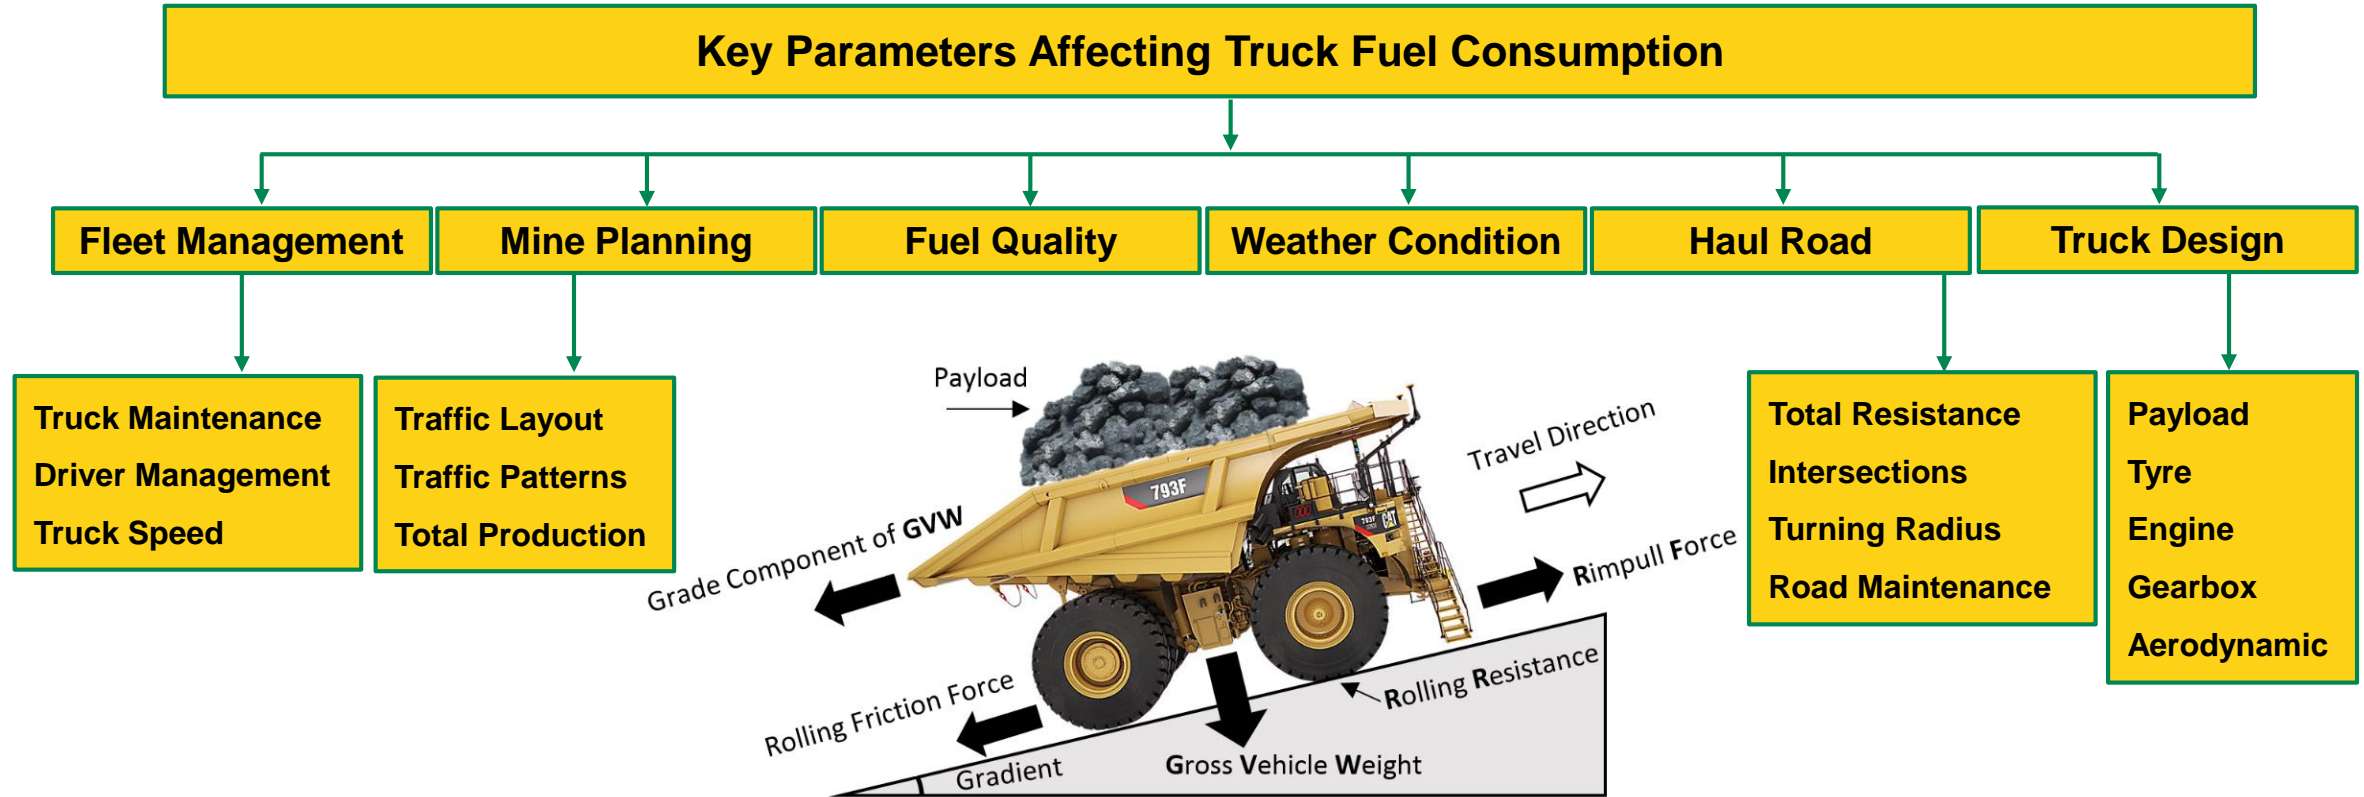 Key Parameters Affecting Truck Fuel Consumption
Fleet Management
Mine Planning
Fuel Quality
Weather Condition
Haul Road
Truck Design
Truck Maintenance
Driver Management
Truck Speed
Traffic Layout
Traffic Patterns
Total Production
Payload
793F
793F
CAT
Travel Direction
Grade Component of GVW
Rimpull Force
Rolling Friction Force
Rolling Resistance
Gradient
Gross Vehicle Weight
Total Resistance
Intersections
Turning Radius
Road Maintenance
Payload
Tyre
Engine
Gearbox
Aerodynamic